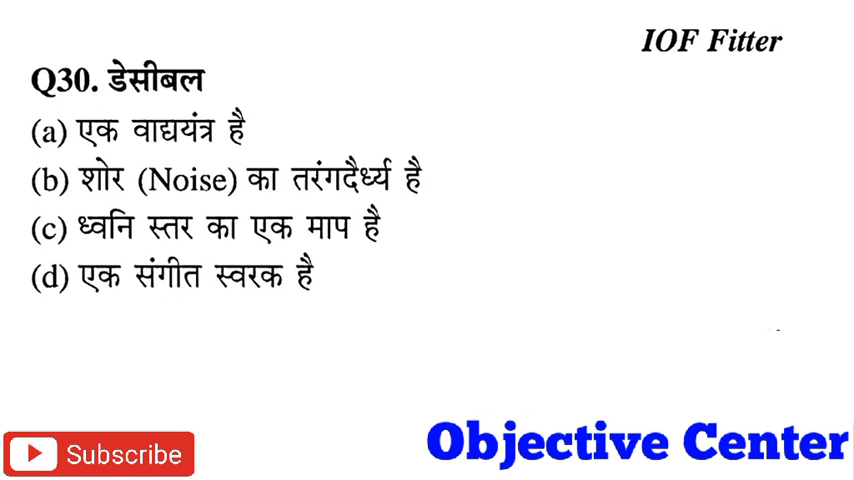 IOF Fitter
Q30. डेसीबल
(a) एक वाद्ययंत्र है
(b) शोर (Noise) का तरंगदैर्ध्य है
(c) ध्वनि स्तर का एक माप है
(d) एक संगीत स्वरक है
Subscribe
Objective Center